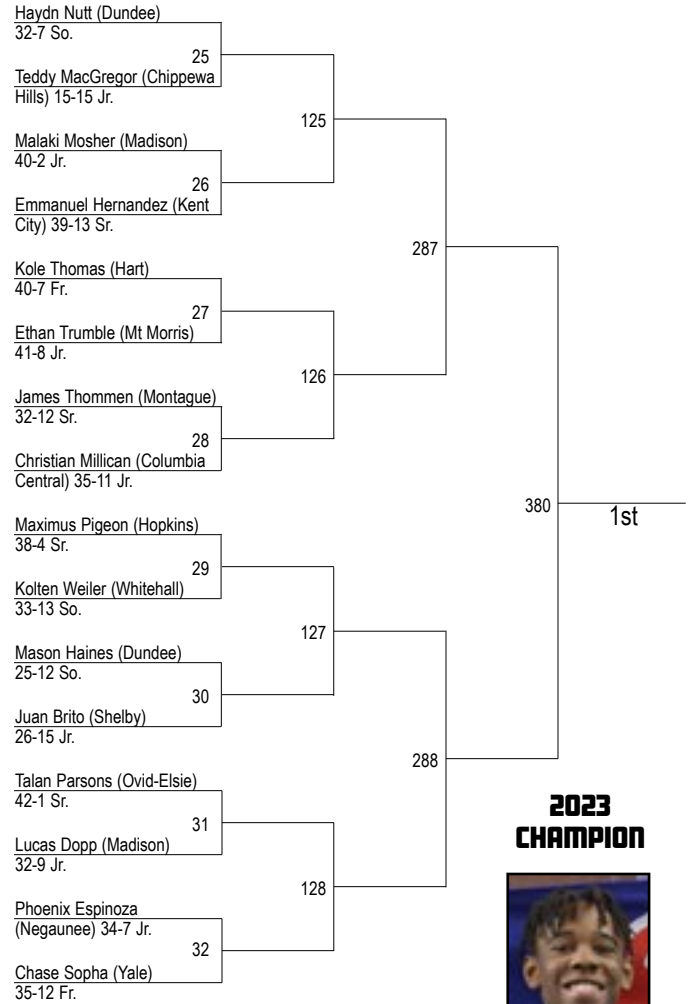 Haydn Nutt (Dundee)
32-7 So.
25
Teddy MacGregor (Chippewa
Hills) 15-15 Jr.
125
Malaki Mosher (Madison)
40-2 Jr.
26
Emmanuel Hernandez (Kent
City) 39-13 Sr.
287
Kole Thomas (Hart)
40-7 Fr.
27
Ethan Trumble (Mt Morris)
41-8 Jr.
126
James Thommen (Montague)
32-12 Sr.
28
Christian Millican (Columbia
Central) 35-11 Jr.
380
1st
Maximus Pigeon (Hopkins)
38-4 Sr.
29
Kolten Weiler (Whitehall)
33-13 So.
127
Mason Haines (Dundee)
25-12 So.
30
Juan Brito (Shelby)
26-15 Jr.
288
Talan Parsons (Ovid-Elsie)
42-1 Sr.
31
Lucas Dopp (Madison)
32-9 Jr.
128
Phoenix Espinoza
(Negaunee) 34-7 Jr.
32
Chase Sopha (Yale)
35-12 Fr.
2023
CHAMPION